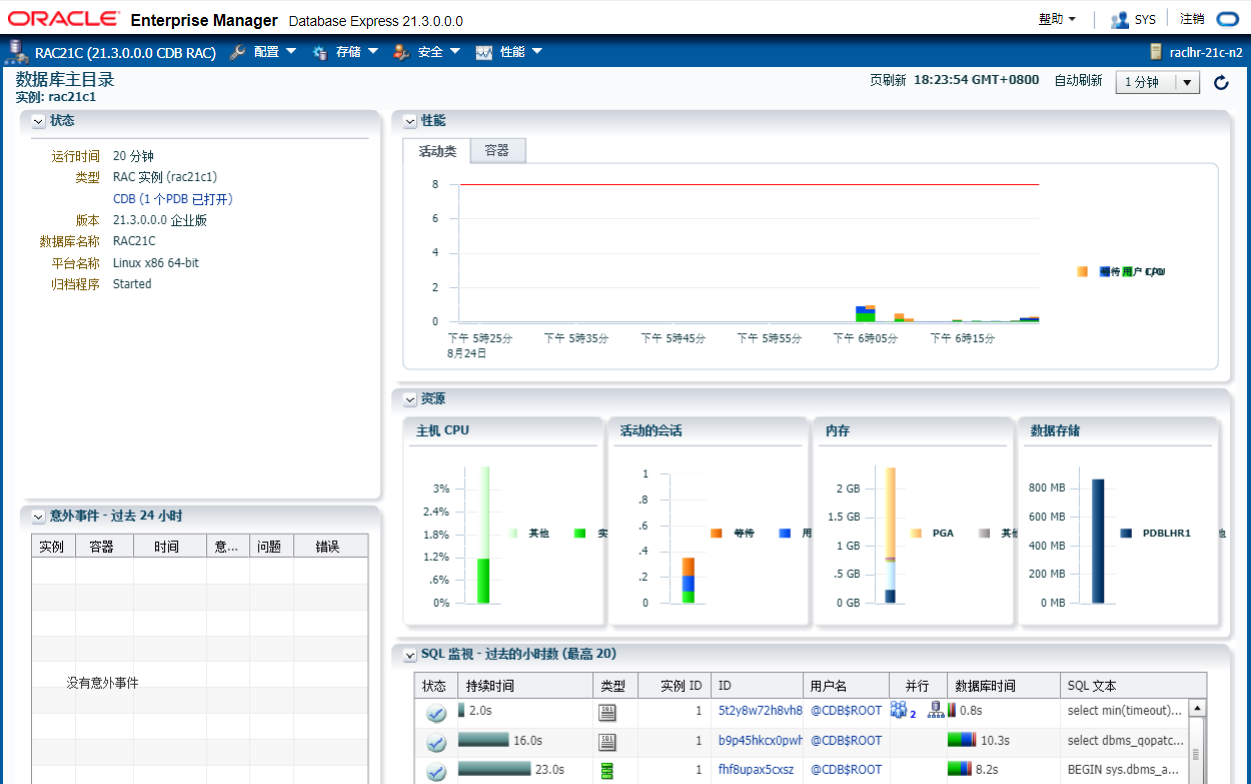 ORACLE Enterprise Manager Database Express 21.3.0.0.0 帮助 SYS 注销
RAC21C (21.3.0.0.0 CDB RAC) 配置 存储 安全 性能 raclhr-21c-n2
数据库主目录
实例: rac21c1
页刷新 18:23:54 GMT+0800 自动刷新 1 分钟
状态
运行时间 20 分钟
类型 RAC 实例 (rac21c1)
CDB (1 个PDB 已打开)
版本 21.3.0.0.0 企业版
数据库名称 RAC21C
平台名称 Linux x86 64-bit
归档程序 Started
意外事件 - 过去 24 小时
实例 容器 时间 意... 问题 错误
没有意外事件
性能
活动类 容器
8
6
4
2
0
下午 5時25分 下午 5時35分 下午 5時45分 下午 5時55分 下午 6時05分 下午 6時15分
8月24日
资源
主机 CPU
3%
2.4%
1.8%
1.2%
.6%
0%
其他 实
活动的会话
1
.8
.6
.4
.2
0
等待 用
内存
2 GB
1.5 GB
1 GB
.5 GB
0 GB
PGA 其
数据存储
800 MB
600 MB
400 MB
200 MB
0 MB
PDBLHR1
SQL 监视 - 过去的小时数 (最高 20)
状态 持续时间 类型 实例 ID ID 用户名 并行 数据库时间 SQL 文本
2.0s SQL 1 5t2y8w72h8vh8 @CDB$ROOT 2 0.8s select min(timeout)...
16.0s SQL 1 b9p45hkcx0pwh @CDB$ROOT 10.3s select dbms_qopatc...
23.0s 1 fhf8upax5cxsz @CDB$ROOT 8.2s BEGIN sys.dbms_a...